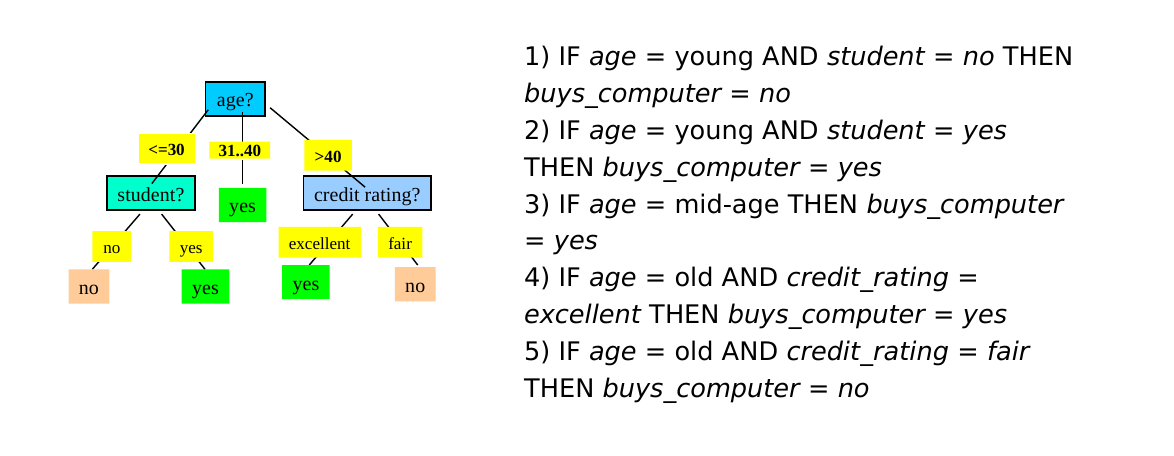 age?
<=30
31..40
>40
student?
yes
credit rating?
no
yes
excellent
fair
no
yes
yes
no
1) IF age = young AND student = no THEN
buys_computer = no
2) IF age = young AND student = yes
THEN buys_computer = yes
3) IF age = mid-age THEN buys_computer
= yes
4) IF age = old AND credit_rating =
excellent THEN buys_computer = yes
5) IF age = old AND credit_rating = fair
THEN buys_computer = no